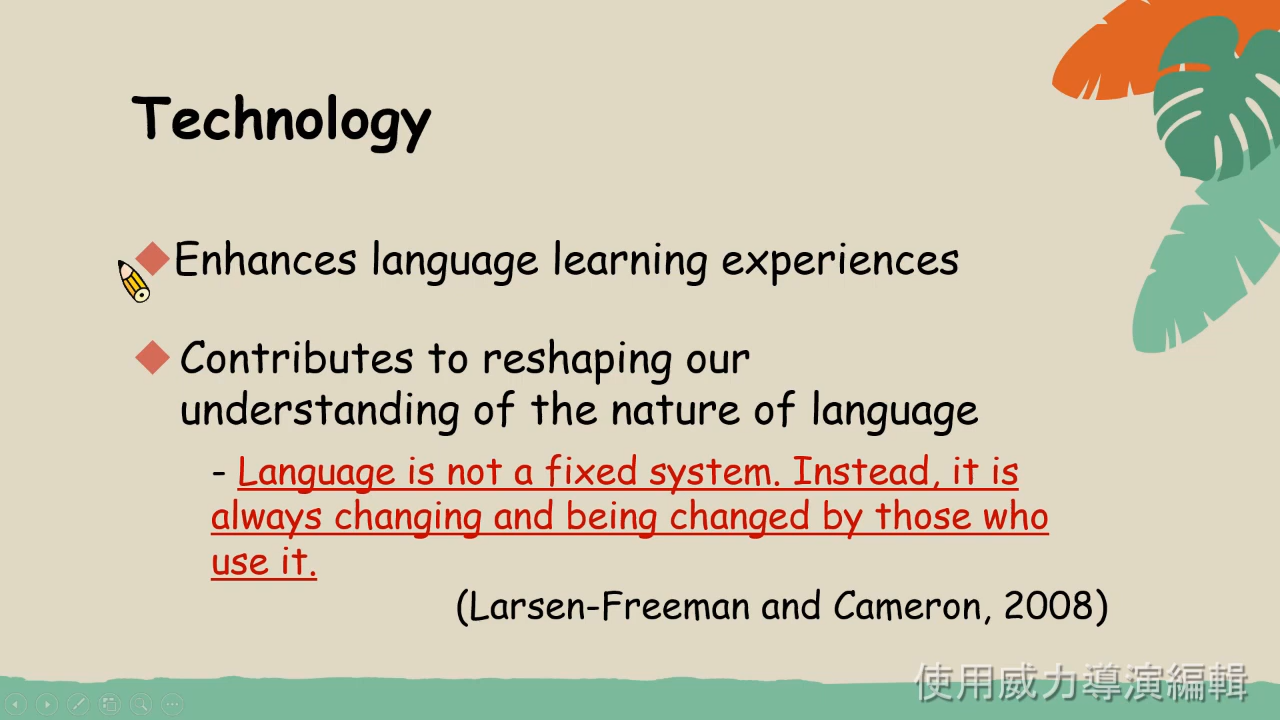 Technology
Enhances language learning experiences
Contributes to reshaping our
understanding of the nature of language
- Language is not a fixed system. Instead, it is
always changing and being changed by those who
use it.
(Larsen-Freeman and Cameron, 2008)
使用威力導演編輯